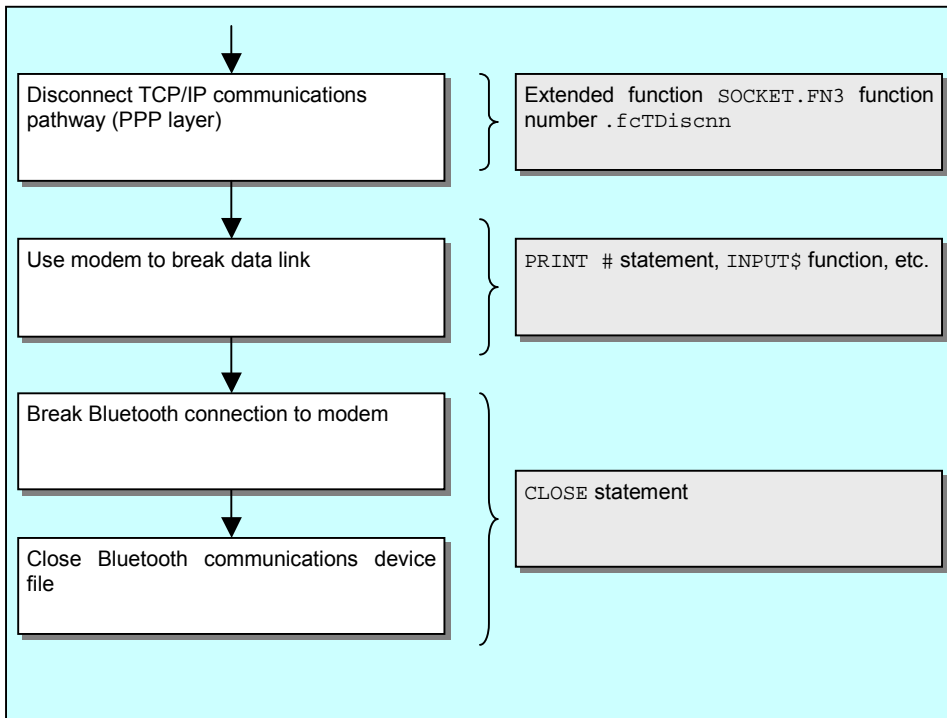 Disconnect TCP/IP communications
pathway (PPP layer)
Extended function SOCKET.FN3 function
number .fcTDiscnn
Use modem to break data link
PRINT # statement, INPUT$ function, etc.
Break Bluetooth connection to modem
CLOSE statement
Close Bluetooth communications device
file